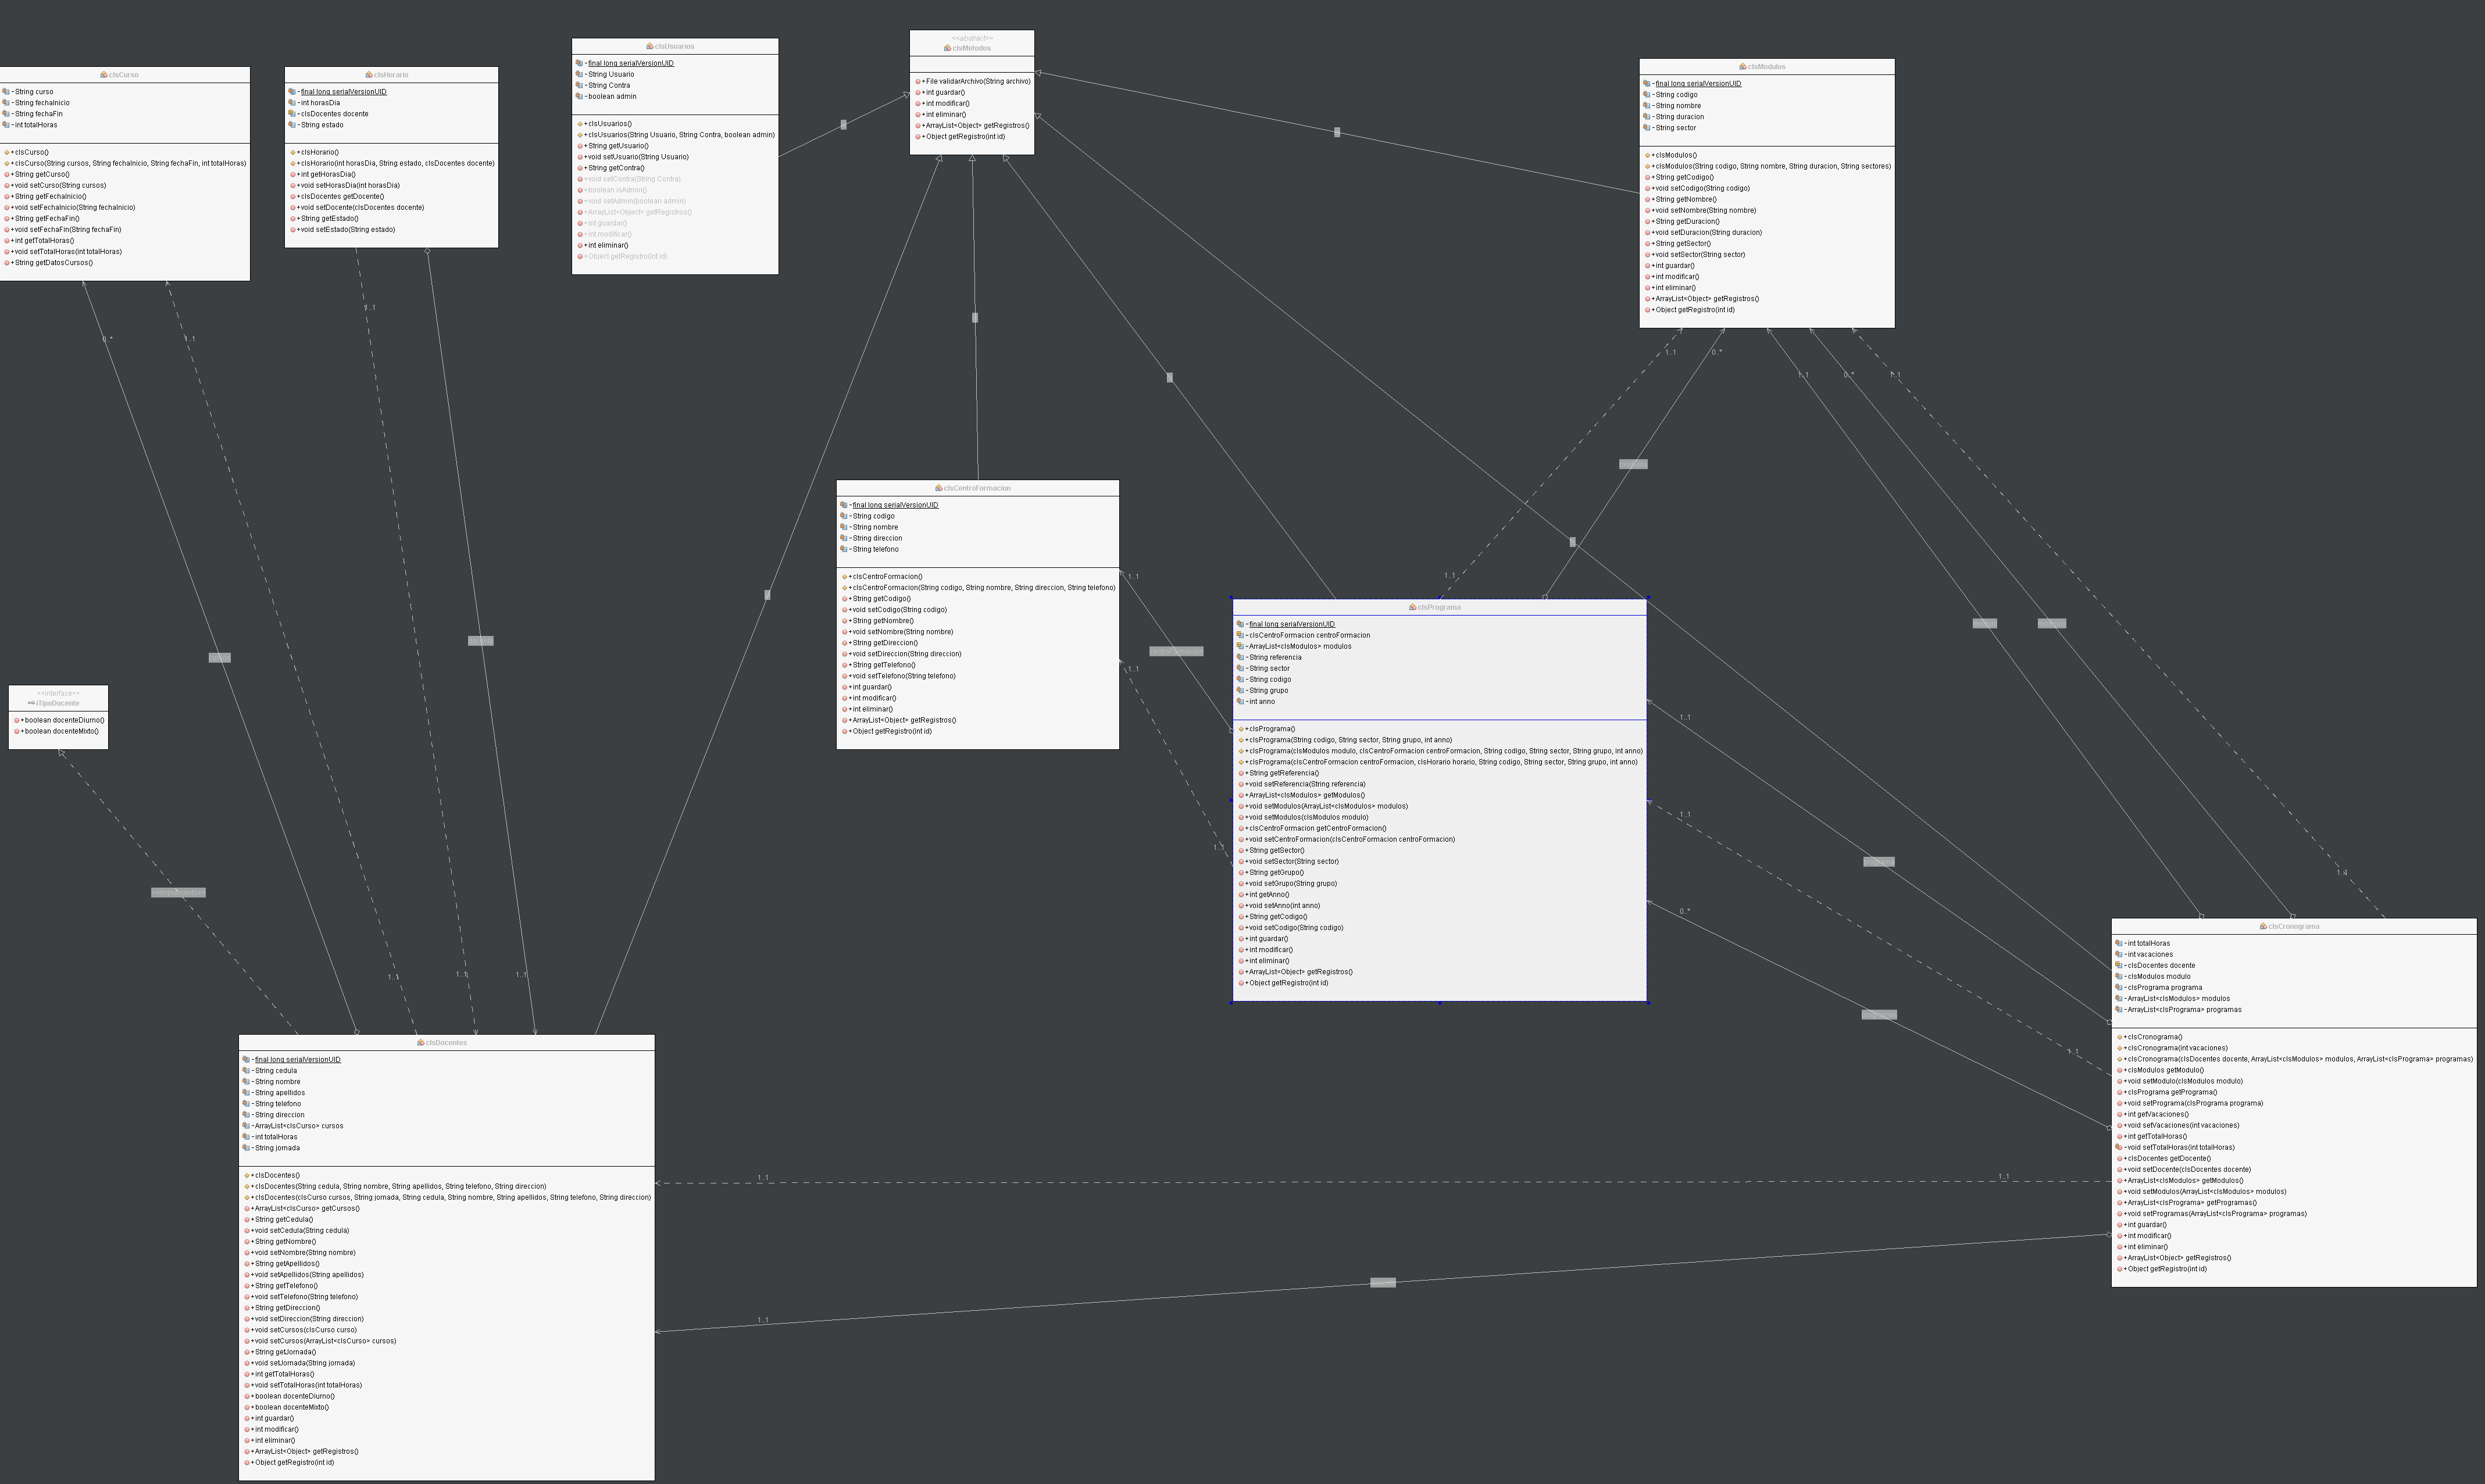 clsCurso
-String curso
-String fechaInicio
-String fechaFin
-int totalHoras
+clsCurso()
+clsCurso(String cursos, String fechaInicio, String fechaFin, int totalHoras)
+String getCurso()
+void setCurso(String cursos)
+String getFechaInicio()
+void setFechaInicio(String fechaInicio)
+String getFechaFin()
+void setFechaFin(String fechaFin)
+int getTotalHoras()
+void setTotalHoras(int totalHoras)
+String getDatosCursos()
clsHorario
-final long serialVersionUID
-int horasDia
-clsDocentes docente
-String estado
+clsHorario()
+clsHorario(int horasDia, String estado, clsDocentes docente)
+int getHorasDia()
+void setHorasDia(int horasDia)
+clsDocentes getDocente()
+void setDocente(clsDocentes docente)
+String getEstado()
+void setEstado(String estado)
clsUsuarios
-final long serialVersionUID
-String Usuario
-String Contra
-boolean admin
+clsUsuarios()
+clsUsuarios(String Usuario, String Contra, boolean admin)
+String getUsuario()
+void setUsuario(String Usuario)
+String getContra()
+void setContra(String Contra)
+boolean isAdmin()
+void setAdmin(boolean admin)
+ArrayList<Object> getRegistros()
+int guardar()
+int modificar()
+int eliminar()
+Object getRegistro(int id)
<<abstract>>
clsMetodos
+File validarArchivo(String archivo)
+int guardar()
+int modificar()
+int eliminar()
+ArrayList<Object> getRegistros()
+Object getRegistro(int id)
clsModulos
-final long serialVersionUID
-String codigo
-String nombre
-String duracion
-String sector
+clsModulos()
+clsModulos(String codigo, String nombre, String duracion, String sectores)
+String getCodigo()
+void setCodigo(String codigo)
+String getNombre()
+void setNombre(String nombre)
+String getDuracion()
+void setDuracion(String duracion)
+String getSector()
+void setSector(String sector)
+int guardar()
+int modificar()
+int eliminar()
+ArrayList<Object> getRegistros()
+Object getRegistro(int id)
1..1
0..*
1..1
1..1
0..*
1..1
0..*
1..1
clsCentroFormacion
-final long serialVersionUID
-String codigo
-String nombre
-String direccion
-String telefono
+clsCentroFormacion()
+clsCentroFormacion(String codigo, String nombre, String direccion, String telefono)
+String getCodigo()
+void setCodigo(String codigo)
+String getNombre()
+void setNombre(String nombre)
+String getDireccion()
+void setDireccion(String direccion)
+String getTelefono()
+void setTelefono(String telefono)
+int guardar()
+int modificar()
+int eliminar()
+ArrayList<Object> getRegistros()
+Object getRegistro(int id)
1..1
1..1
1..1
1..1
clsPrograma
-final long serialVersionUID
-clsCentroFormacion centroFormacion
-ArrayList<clsModulos> modulos
-String referencia
-String sector
-String codigo
-String grupo
-int anno
+clsPrograma()
+clsPrograma(String codigo, String sector, String grupo, int anno)
+clsPrograma(clsModulos modulo, clsCentroFormacion centroFormacion, String codigo, String sector, String grupo, int anno)
+clsPrograma(clsCentroFormacion centroFormacion, clsHorario horario, String codigo, String sector, String grupo, int anno)
+String getReferencia()
+void setReferencia(String referencia)
+ArrayList<clsModulos> getModulos()
+void setModulos(ArrayList<clsModulos> modulos)
+void setModulos(clsModulos modulo)
+clsCentroFormacion getCentroFormacion()
+void setCentroFormacion(clsCentroFormacion centroFormacion)
+String getSector()
+void setSector(String sector)
+String getGrupo()
+void setGrupo(String grupo)
+int getAnno()
+void setAnno(int anno)
+String getCodigo()
+void setCodigo(String codigo)
+int guardar()
+int modificar()
+int eliminar()
+ArrayList<Object> getRegistros()
+Object getRegistro(int id)
1..1
1..1
0..*
1..1
1..1
<<interface>>
iTipoDocente
+boolean docenteDiurno()
+boolean docenteMixto()
1..1
1..1
1..1
clsCronograma
-int totalHoras
-int vacaciones
-clsDocentes docente
-clsModulos modulo
-clsPrograma programa
-ArrayList<clsModulos> modulos
-ArrayList<clsPrograma> programas
+clsCronograma()
+clsCronograma(int vacaciones)
+clsCronograma(clsDocentes docente, ArrayList<clsModulos> modulos, ArrayList<clsPrograma> programas)
+clsModulos getModulo()
+void setModulo(clsModulos modulo)
+clsPrograma getPrograma()
+void setPrograma(clsPrograma programa)
+int getVacaciones()
+void setVacaciones(int vacaciones)
+int getTotalHoras()
-void setTotalHoras(int totalHoras)
+clsDocentes getDocente()
+void setDocente(clsDocentes docente)
+ArrayList<clsModulos> getModulos()
+void setModulos(ArrayList<clsModulos> modulos)
+ArrayList<clsPrograma> getProgramas()
+void setProgramas(ArrayList<clsPrograma> programas)
+int guardar()
+int modificar()
+int eliminar()
+ArrayList<Object> getRegistros()
+Object getRegistro(int id)
clsDocentes
-final long serialVersionUID
-String cedula
-String nombre
-String apellidos
-String telefono
-String direccion
-ArrayList<clsCurso> cursos
-int totalHoras
-String jornada
+clsDocentes()
+clsDocentes(String cedula, String nombre, String apellidos, String telefono, String direccion)
+clsDocentes(clsCurso cursos, String jornada, String cedula, String nombre, String apellidos, String telefono, String direccion)
+ArrayList<clsCurso> getCursos()
+String getCedula()
+void setCedula(String cedula)
+String getNombre()
+void setNombre(String nombre)
+String getApellidos()
+void setApellidos(String apellidos)
+String getTelefono()
+void setTelefono(String telefono)
+String getDireccion()
+void setDireccion(String direccion)
+void setCursos(clsCurso curso)
+void setCursos(ArrayList<clsCurso> cursos)
+String getJornada()
+void setJornada(String jornada)
+int getTotalHoras()
+void setTotalHoras(int totalHoras)
+boolean docenteDiurno()
+boolean docenteMixto()
+int guardar()
+int modificar()
+int eliminar()
+ArrayList<Object> getRegistros()
+Object getRegistro(int id)
1..1
1..1
1..1